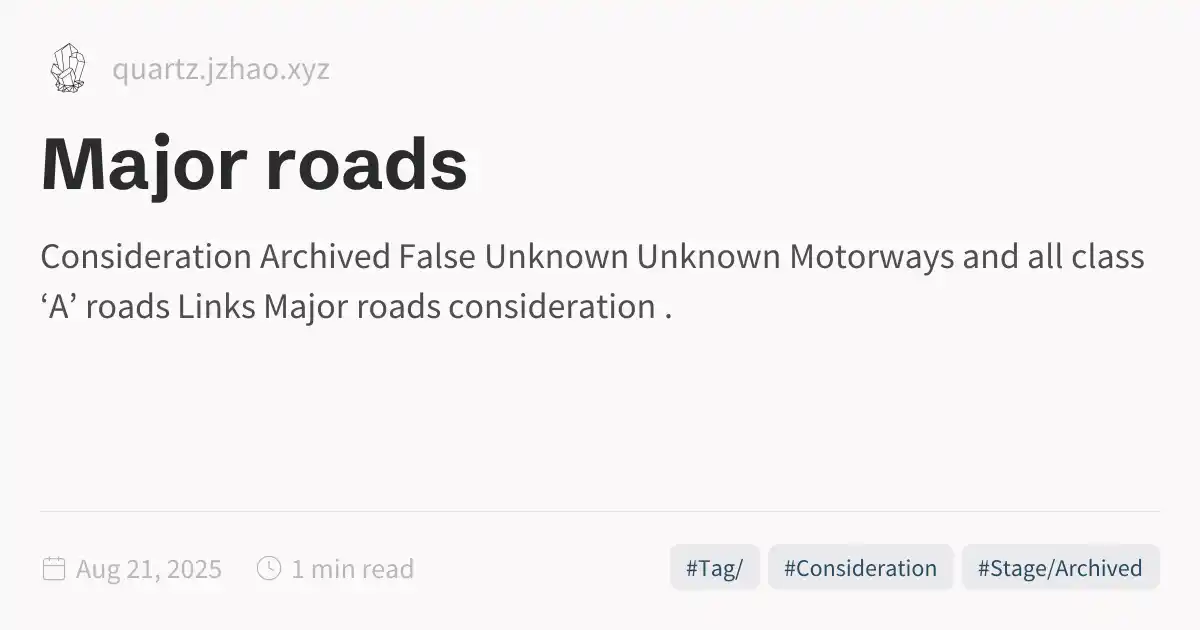 quartz.jzhao.xyz
Major roads
Consideration Archived False Unknown Unknown Motorways and all class
‘A’ roads Links Major roads consideration .
Aug 21, 2025 1 min read #Tag/ #Consideration #Stage/Archived